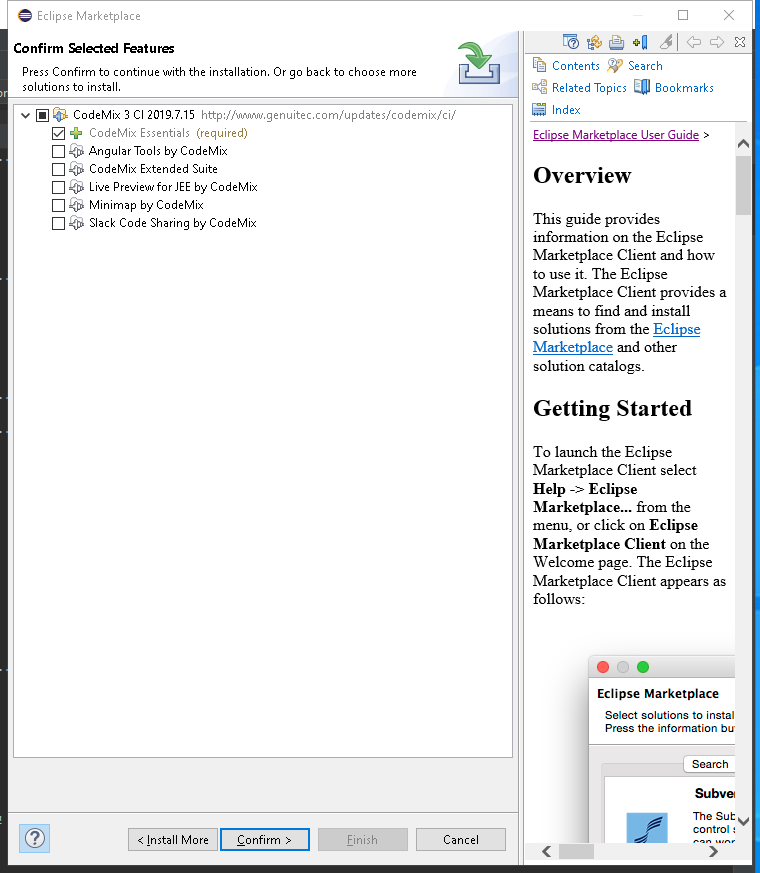 Eclipse Marketplace
Confirm Selected Features
Press Confirm to continue with the installation. Or go back to choose more
solutions to install.
CodeMix 3 CI 2019.7.15 http://www.genuitec.com/updates/codemix/ci/
CodeMix Essentials (required)
Angular Tools by CodeMix
CodeMix Extended Suite
Live Preview for JEE by CodeMix
Minimap by CodeMix
Slack Code Sharing by CodeMix
< Install More
Confirm >
Finish
Cancel
Contents Search
Related Topics Bookmarks
Index
Eclipse Marketplace User Guide >
Overview
This guide provides
information on the Eclipse
Marketplace Client and how
to use it. The Eclipse
Marketplace Client provides a
means to find and install
solutions from the Eclipse
Marketplace and other
solution catalogs.
Getting Started
To launch the Eclipse
Marketplace Client select
Help -> Eclipse
Marketplace... from the
menu, or click on Eclipse
Marketplace Client on the
Welcome page. The Eclipse
Marketplace Client appears as
follows:
Eclipse Marketplace
Select solutions to instal
Press the information bu
Search
Subve
The Sub
control s
can wor